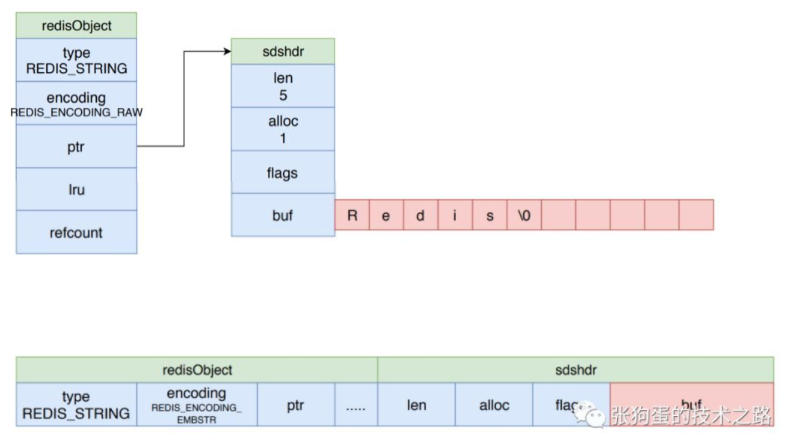 redisObject
type
REDIS_STRING
encoding
REDIS_ENCODING_RAW
ptr
lru
refcount
sdshdr
len
5
alloc
1
flags
buf
R e d i s \0
redisObject sdshdr
type
REDIS_STRING
encoding
REDIS_ENCODING_
EMBSTR
ptr
.....
len
alloc
flags
buf
张狗蛋的技术之路